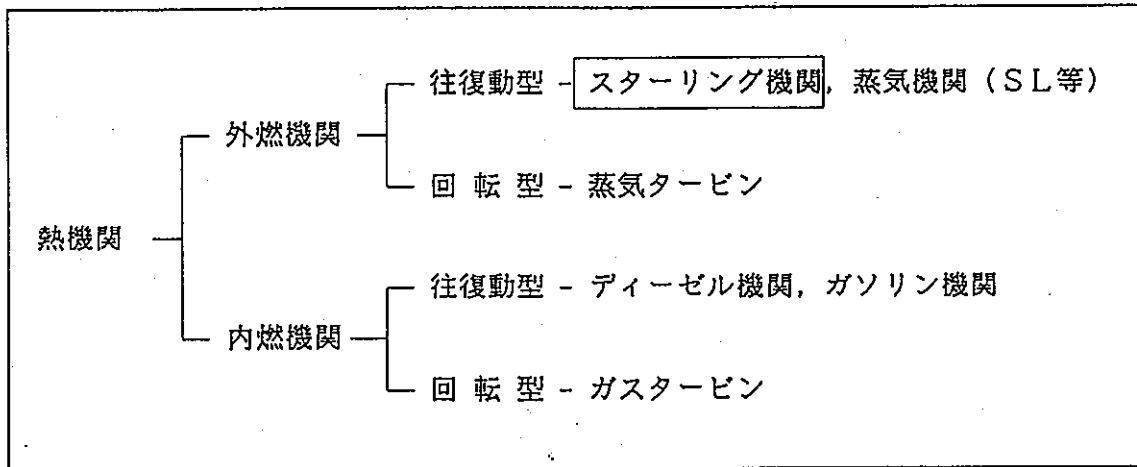 往復動型 - スターリング機関, 蒸気機関 (SL等)
外燃機関
回 転 型 - 蒸気タービン
熱機関
往復動型 - ディーゼル機関, ガソリン機関
内燃機関
回 転 型 - ガスタービン